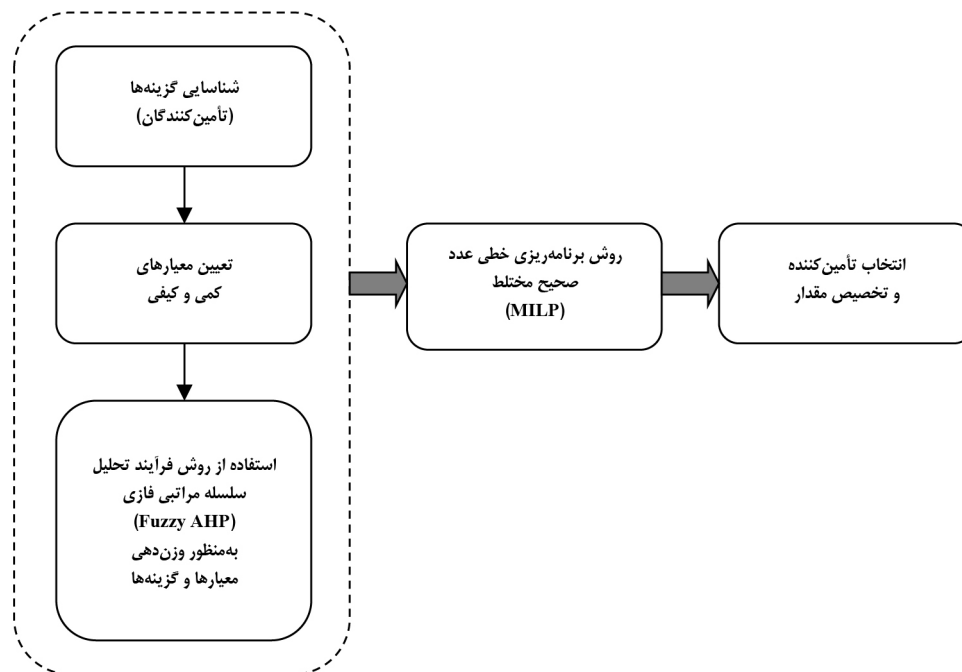 شناسایی گزینه‌ها
(تأمین‌کنندگان)
تعیین معیارهای
کمی و کیفی
استفاده از روش فرآیند تحلیل
سلسله مراتبی فازی
(Fuzzy AHP)
به‌منظور وزن‌دهی
معیارها و گزینه‌ها
روش برنامه‌ریزی خطی عدد
صحیح مختلط
(MILP)
انتخاب تأمین‌کننده
و تخصیص مقدار